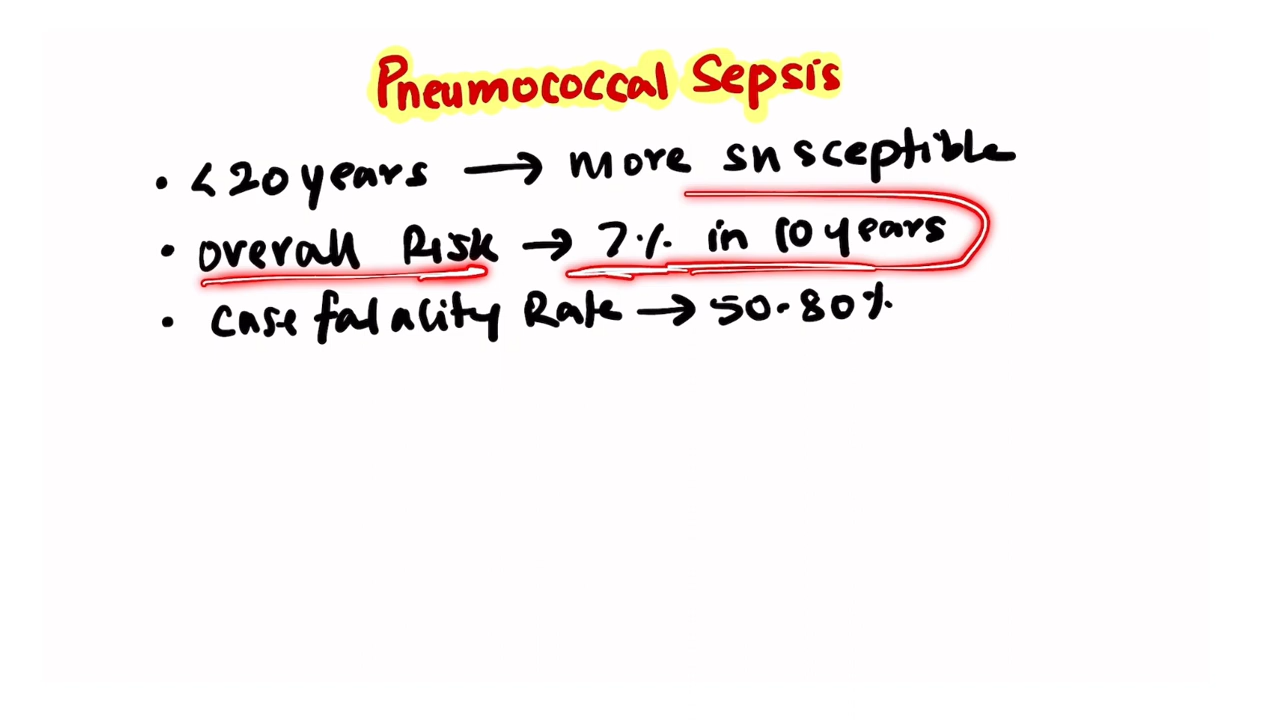 Pneumococcal Sepsis
• <20 years → more susceptible
• overall Risk → 7% in 10 years
• case fatality Rate → 50-80%